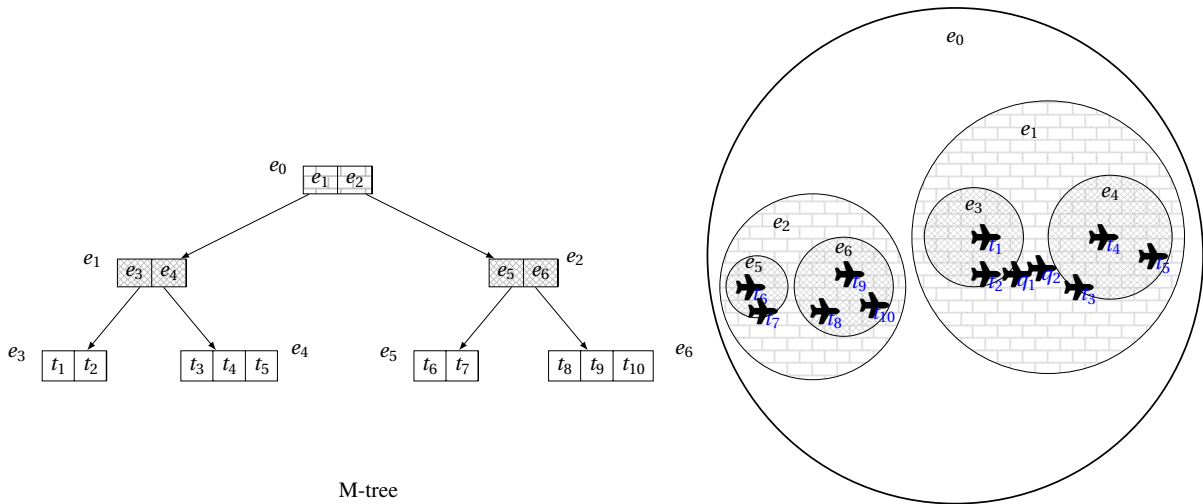 e₀
e₁ e₂
e₁
e₃ e₄
e₅ e₆
e₂
e₃
t₁ t₂
t₃ t₄ t₅
e₄
e₅
t₆ t₇
t₈ t₉ t₁₀
e₆
M-tree
e₀
e₁
e₂
e₃
e₄
e₅
e₆
t₁
t₂
q₁
q₂
t₃
t₄
t₅
t₆
t₇
t₈
t₉
t₁₀